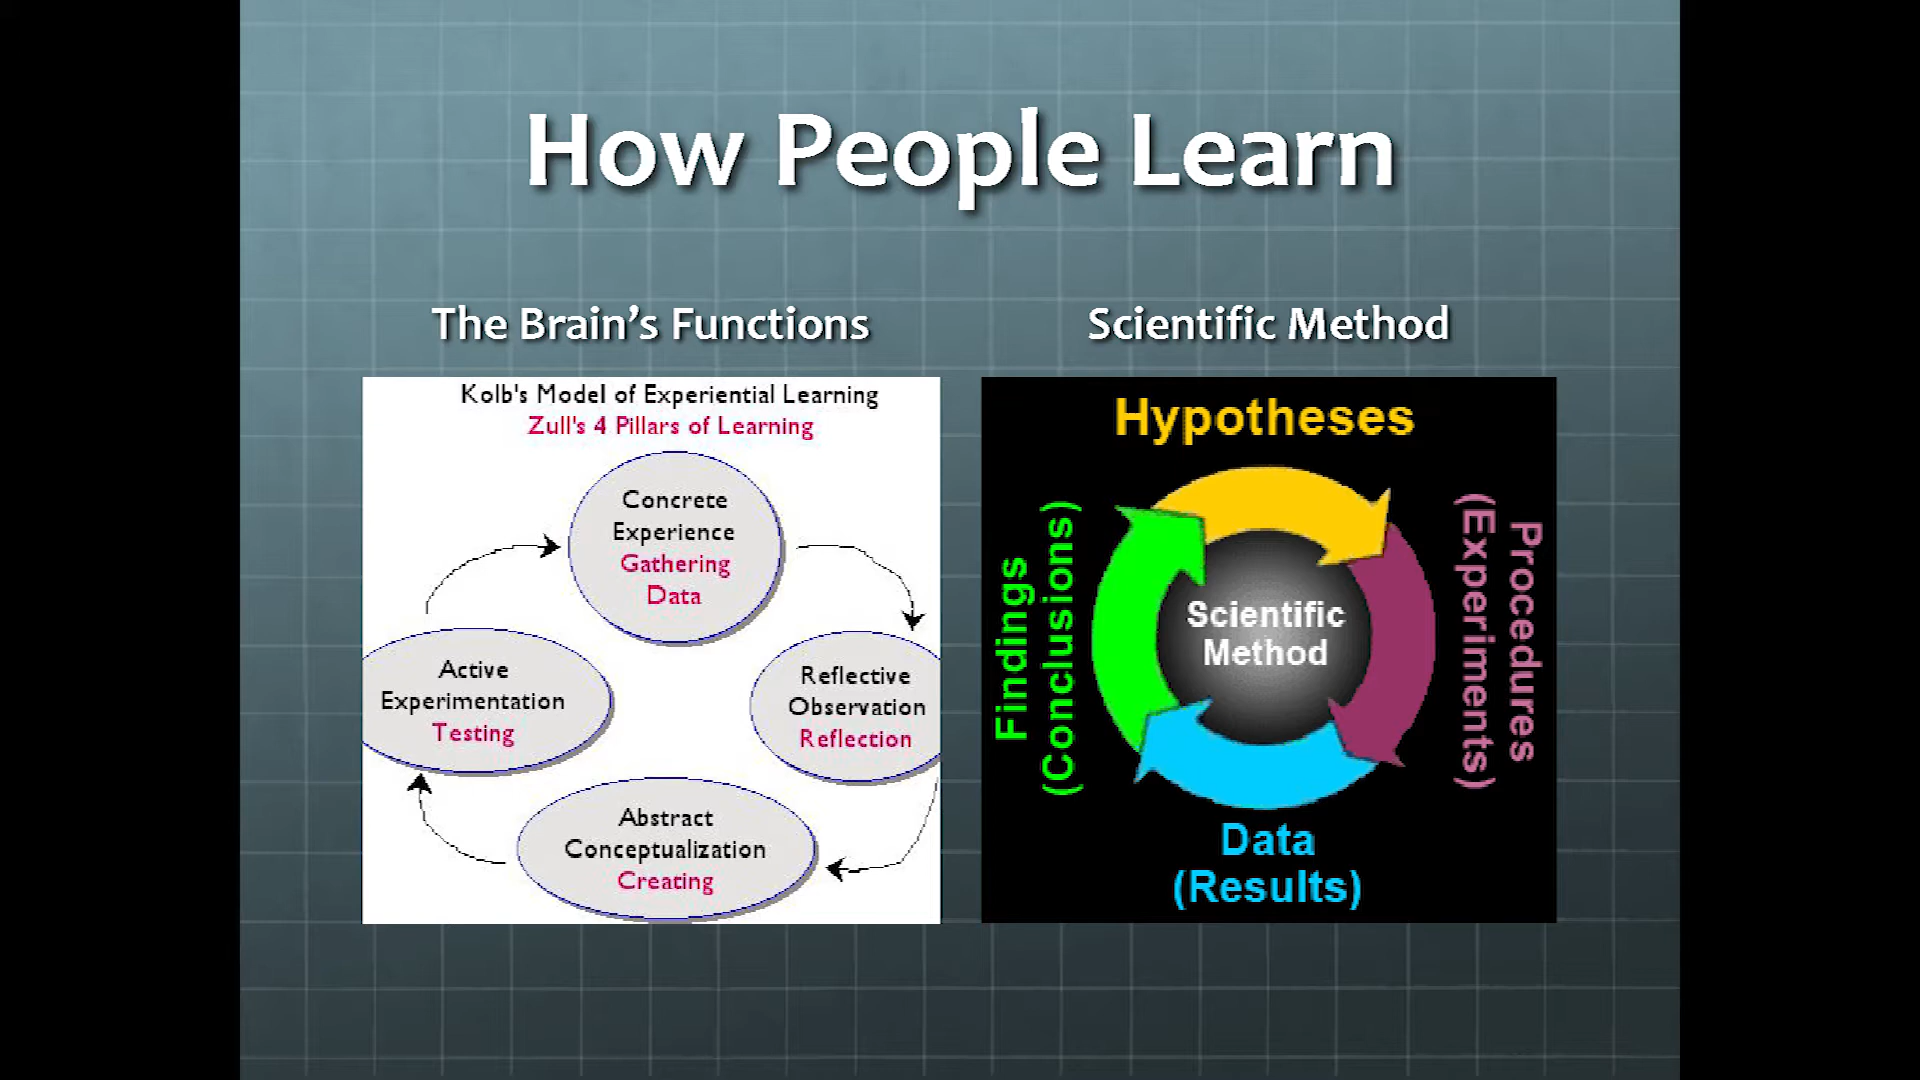 How People Learn
The Brain’s Functions
Kolb's Model of Experiential Learning
Zull's 4 Pillars of Learning
Concrete
Experience
Gathering
Data
Reflective
Observation
Reflection
Abstract
Conceptualization
Creating
Active
Experimentation
Testing
Scientific Method
Hypotheses
Procedures
(Experiments)
Data
(Results)
Findings
(Conclusions)
Scientific
Method